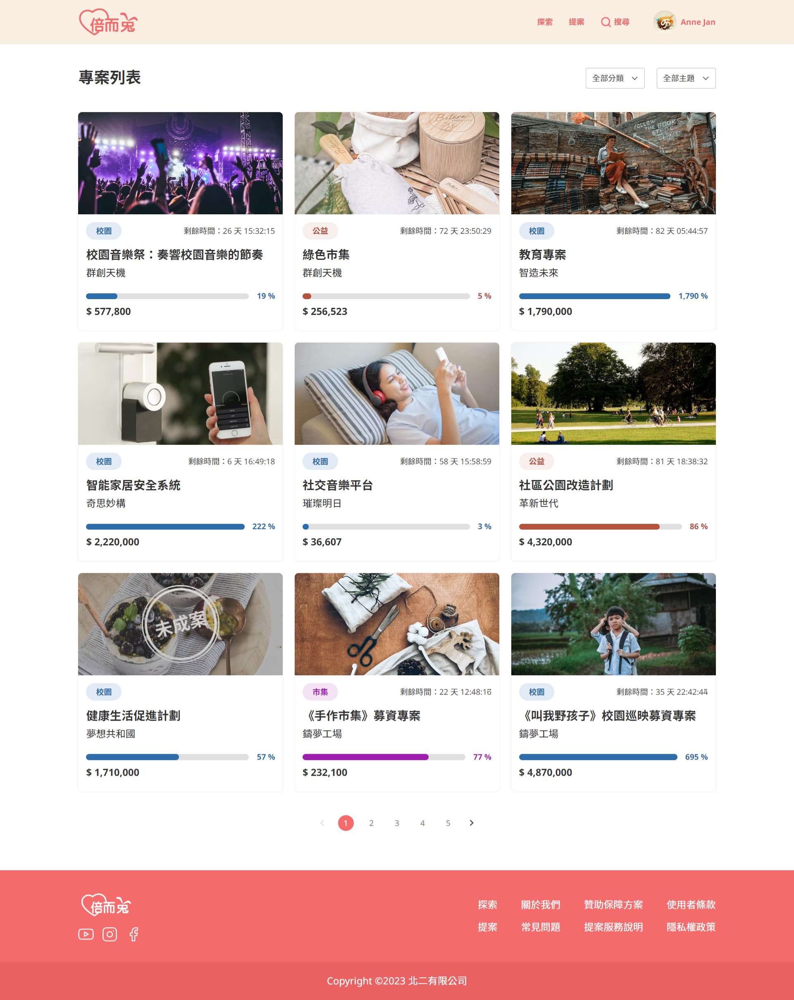 倍而兔
探索
提案
搜尋
Anne Jan
專案列表
全部分類
全部主題
Betere
FOLLOW
THE BOOK
STEPS
CLIMB
校園
剩餘時間：26 天 15:32:15
校園音樂祭：奏響校園音樂的節奏
群創天機
19 %
$ 577,800
公益
剩餘時間：72 天 23:50:29
綠色市集
群創天機
5 %
$ 256,523
校園
剩餘時間：82 天 05:44:57
教育專案
智造未來
1,790 %
$ 1,790,000
校園
剩餘時間：6 天 16:49:18
智能家居安全系統
奇思妙構
222 %
$ 2,220,000
校園
剩餘時間：58 天 15:58:59
社交音樂平台
璀璨明日
3 %
$ 36,607
公益
剩餘時間：81 天 18:38:32
社區公園改造計劃
革新世代
86 %
$ 4,320,000
未成案
校園
健康生活促進計劃
夢想共和國
57 %
$ 1,710,000
市集
剩餘時間：22 天 12:48:
《手作市集》募資專案
鑄夢工場
77 %
$ 232,100
校園
剩餘時間：35 天 22:42:
《叫我野孩子》校園巡映募資專案
鑄夢工場
695 %
$ 4,870,000
1
2
3
4
5
倍而兔
探索
關於我們
贊助保障方案
使用者條款
提案
常見問題
提案服務說明
隱私權政策
Copyright ©2023 北二有限公司